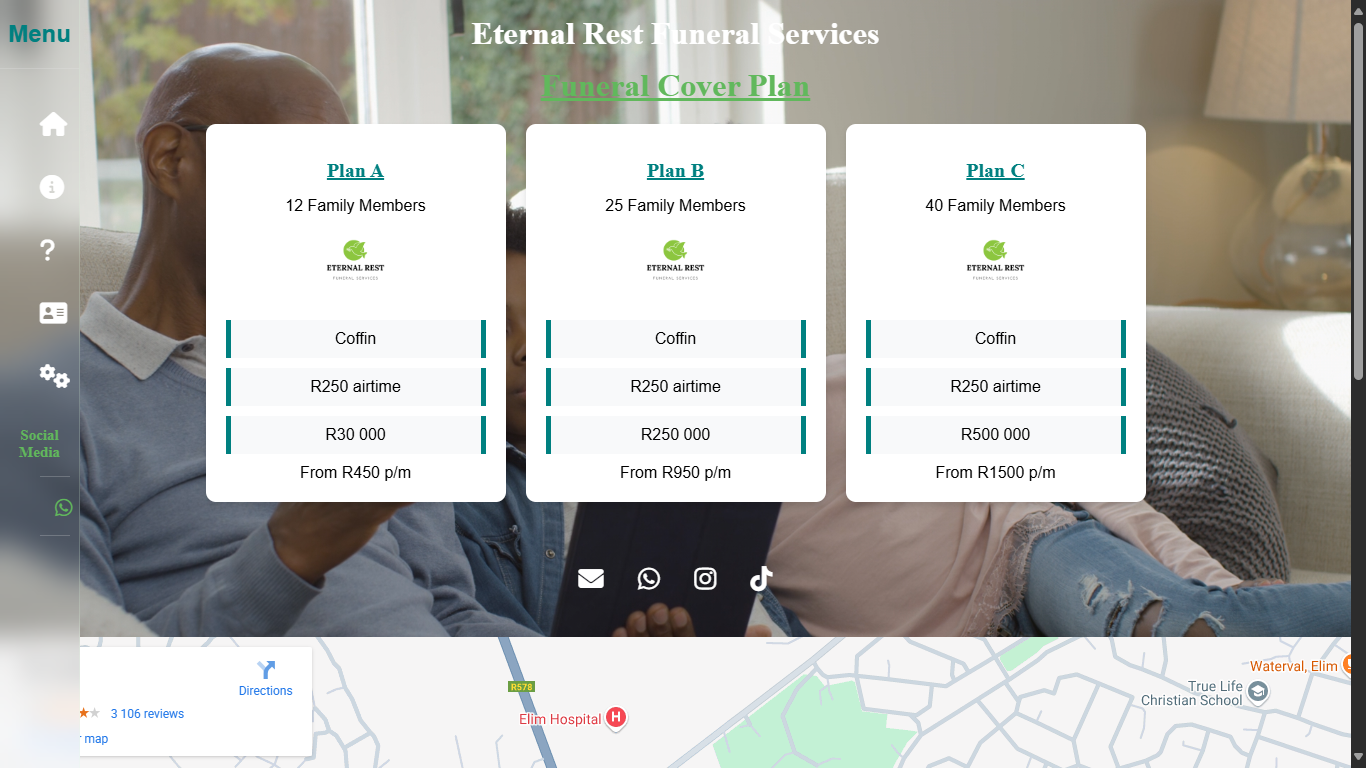 Menu
Eternal Rest Funeral Services
Funeral Cover Plan
Plan A
12 Family Members
ETERNAL REST
FUNERAL SERVICES
Coffin
R250 airtime
R30 000
From R450 p/m
Plan B
25 Family Members
ETERNAL REST
FUNERAL SERVICES
Coffin
R250 airtime
R250 000
From R950 p/m
Plan C
40 Family Members
ETERNAL REST
FUNERAL SERVICES
Coffin
R250 airtime
R500 000
From R1500 p/m
Social
Media
Directions
3 106 reviews
map
R578
Elim Hospital
H
Waterval, Elim
True Life
Christian School